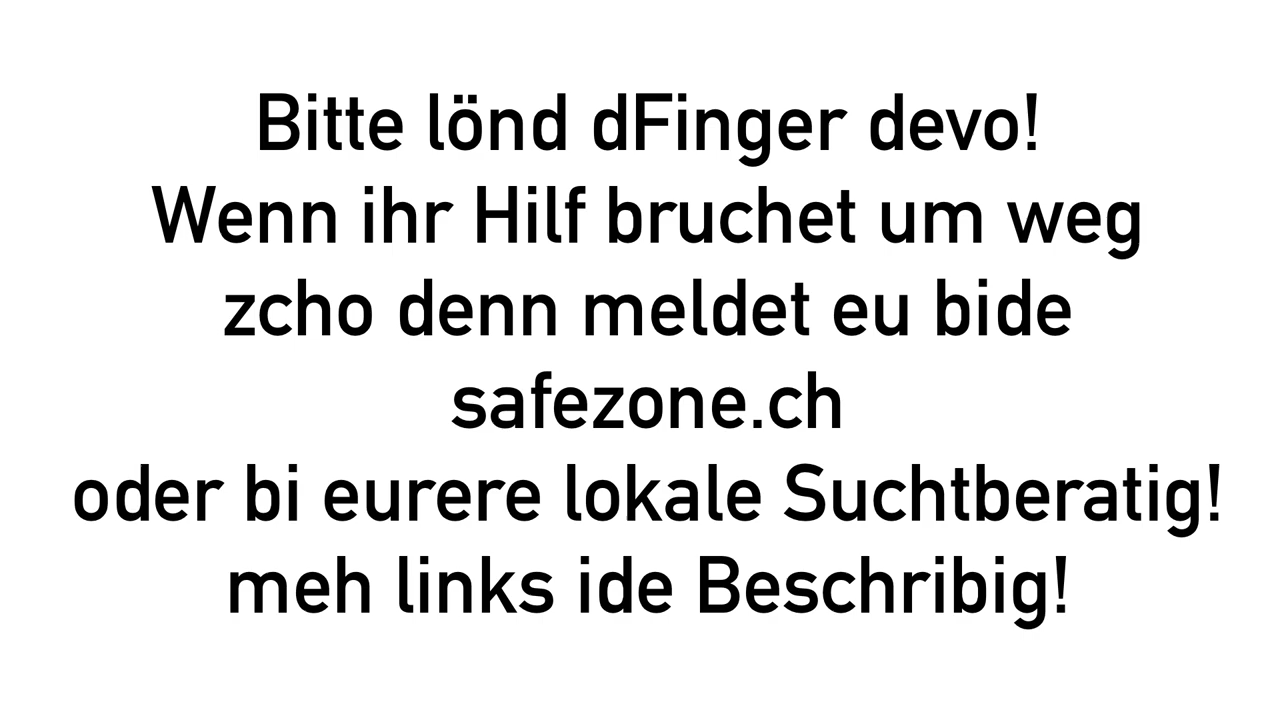 Bitte lönd dFinger devo!
Wenn ihr Hilf bruchet um weg
zcho denn meldet eu bide
safezone.ch
oder bi eurere lokale Suchtberatig!
meh links ide Beschribig!